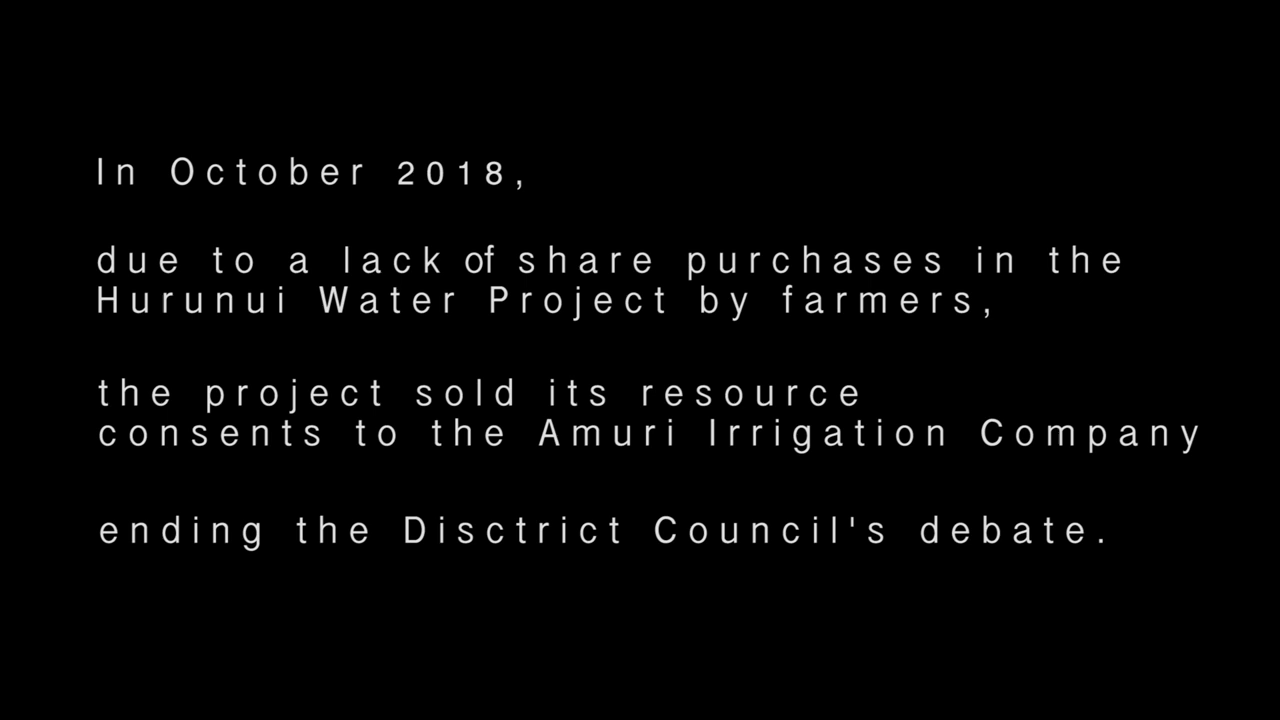 In October 2018,
due to a lack of share purchases in the
Hurunui Water Project by farmers,
the project sold its resource
consents to the Amuri Irrigation Company
ending the Disctrict Council's debate.